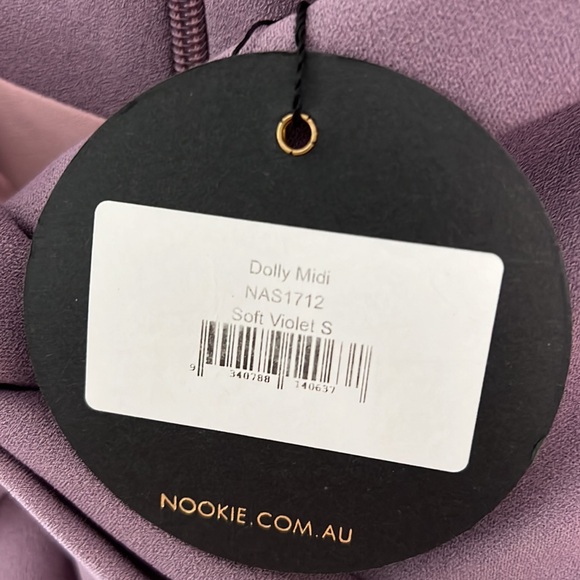 Dolly Midi
NAS1712
Soft Violet S
9 340788 140637
NOOKIE.COM.AU